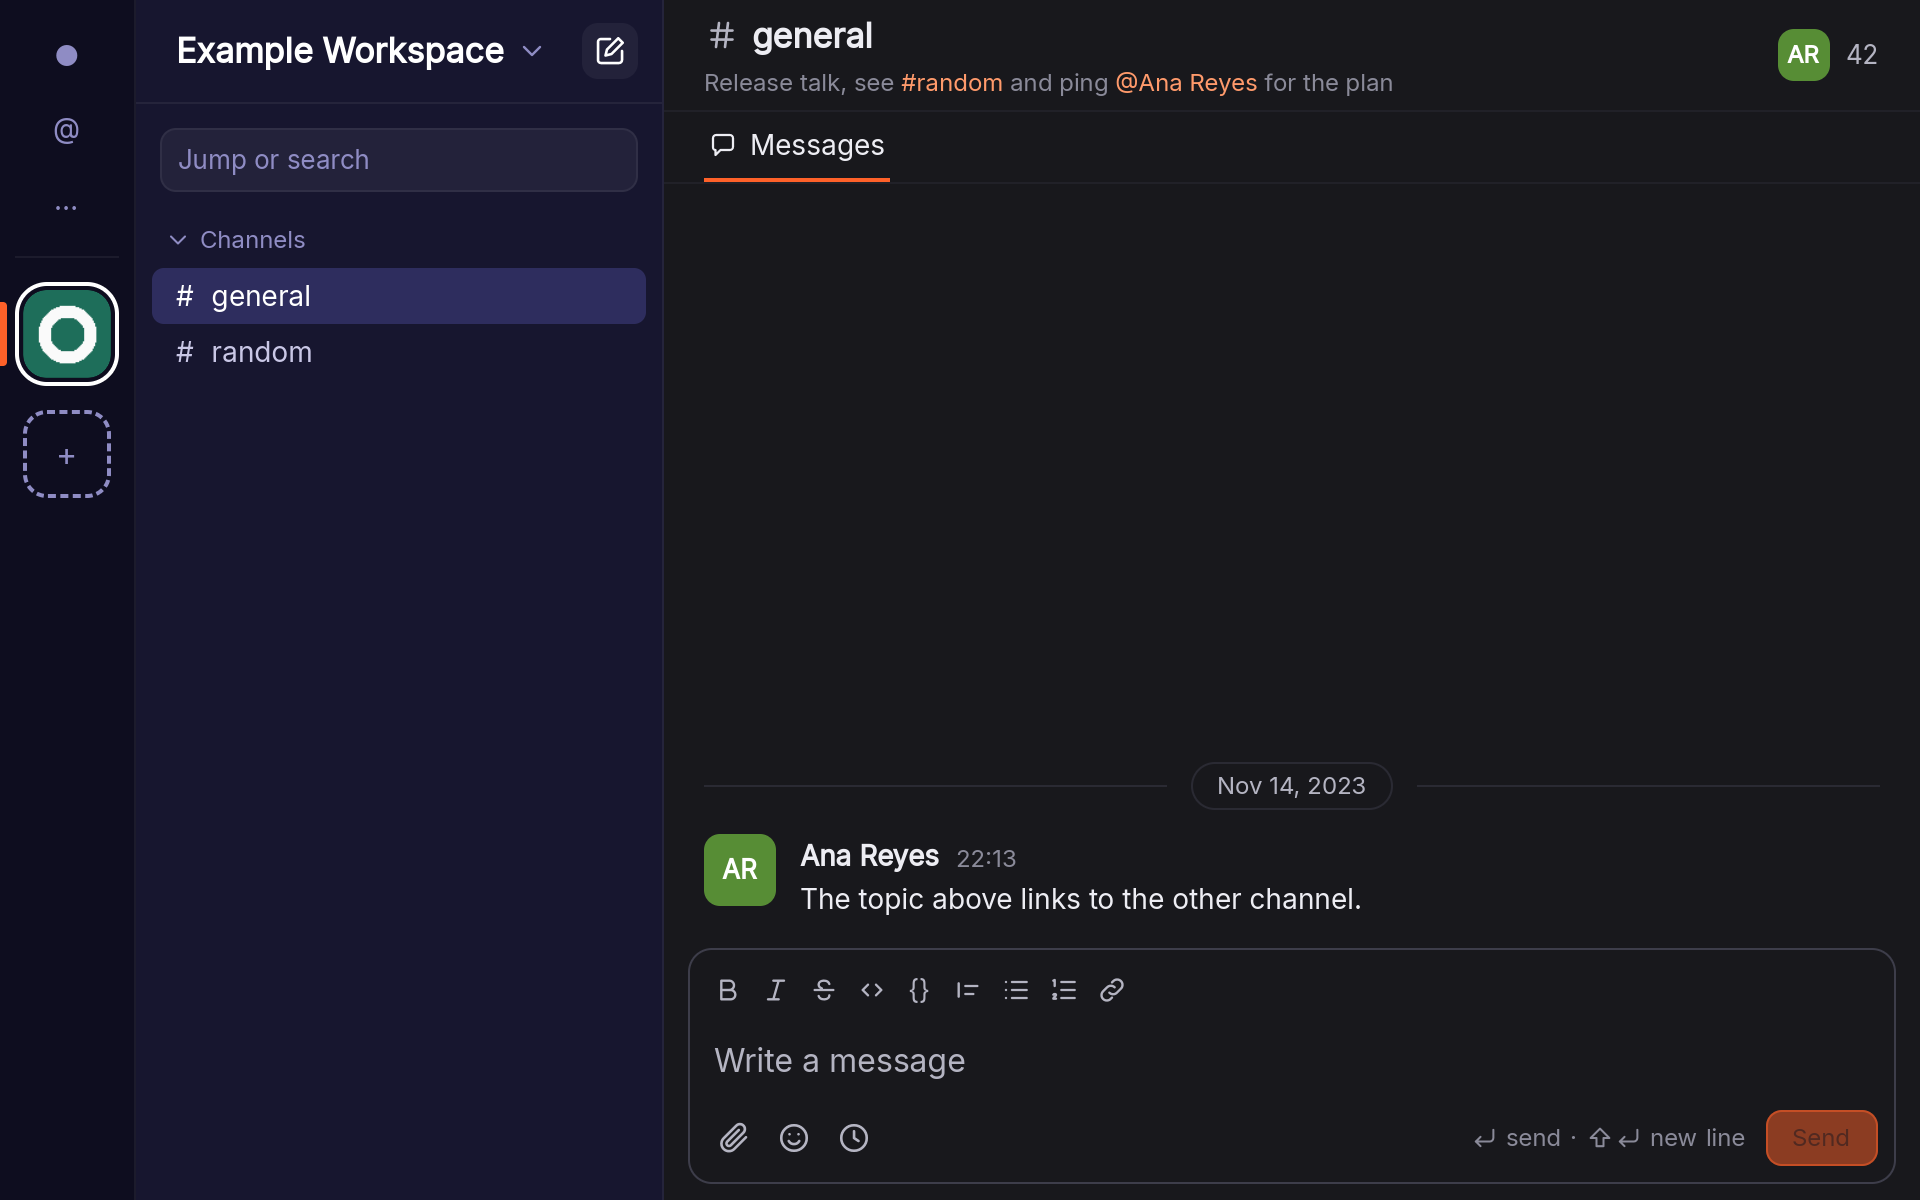 Example Workspace
@
...
+
Jump or search
Channels
# general
# random
# general
Release talk, see #random and ping @Ana Reyes for the plan
AR 42
Messages
Nov 14, 2023
AR
Ana Reyes 22:13
The topic above links to the other channel.
Write a message
send · new line
Send